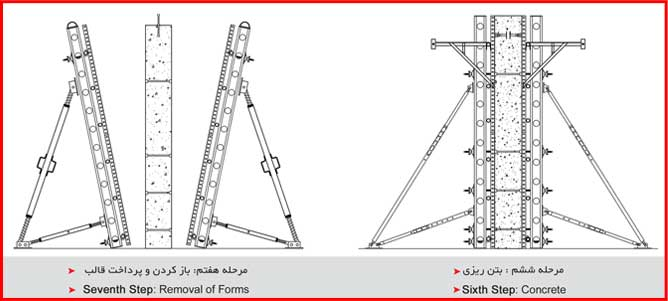 مرحله هفتم: باز کردن و پرداخت قالب
Seventh Step: Removal of Forms
مرحله ششم : بتن ریزی
Sixth Step: Concrete